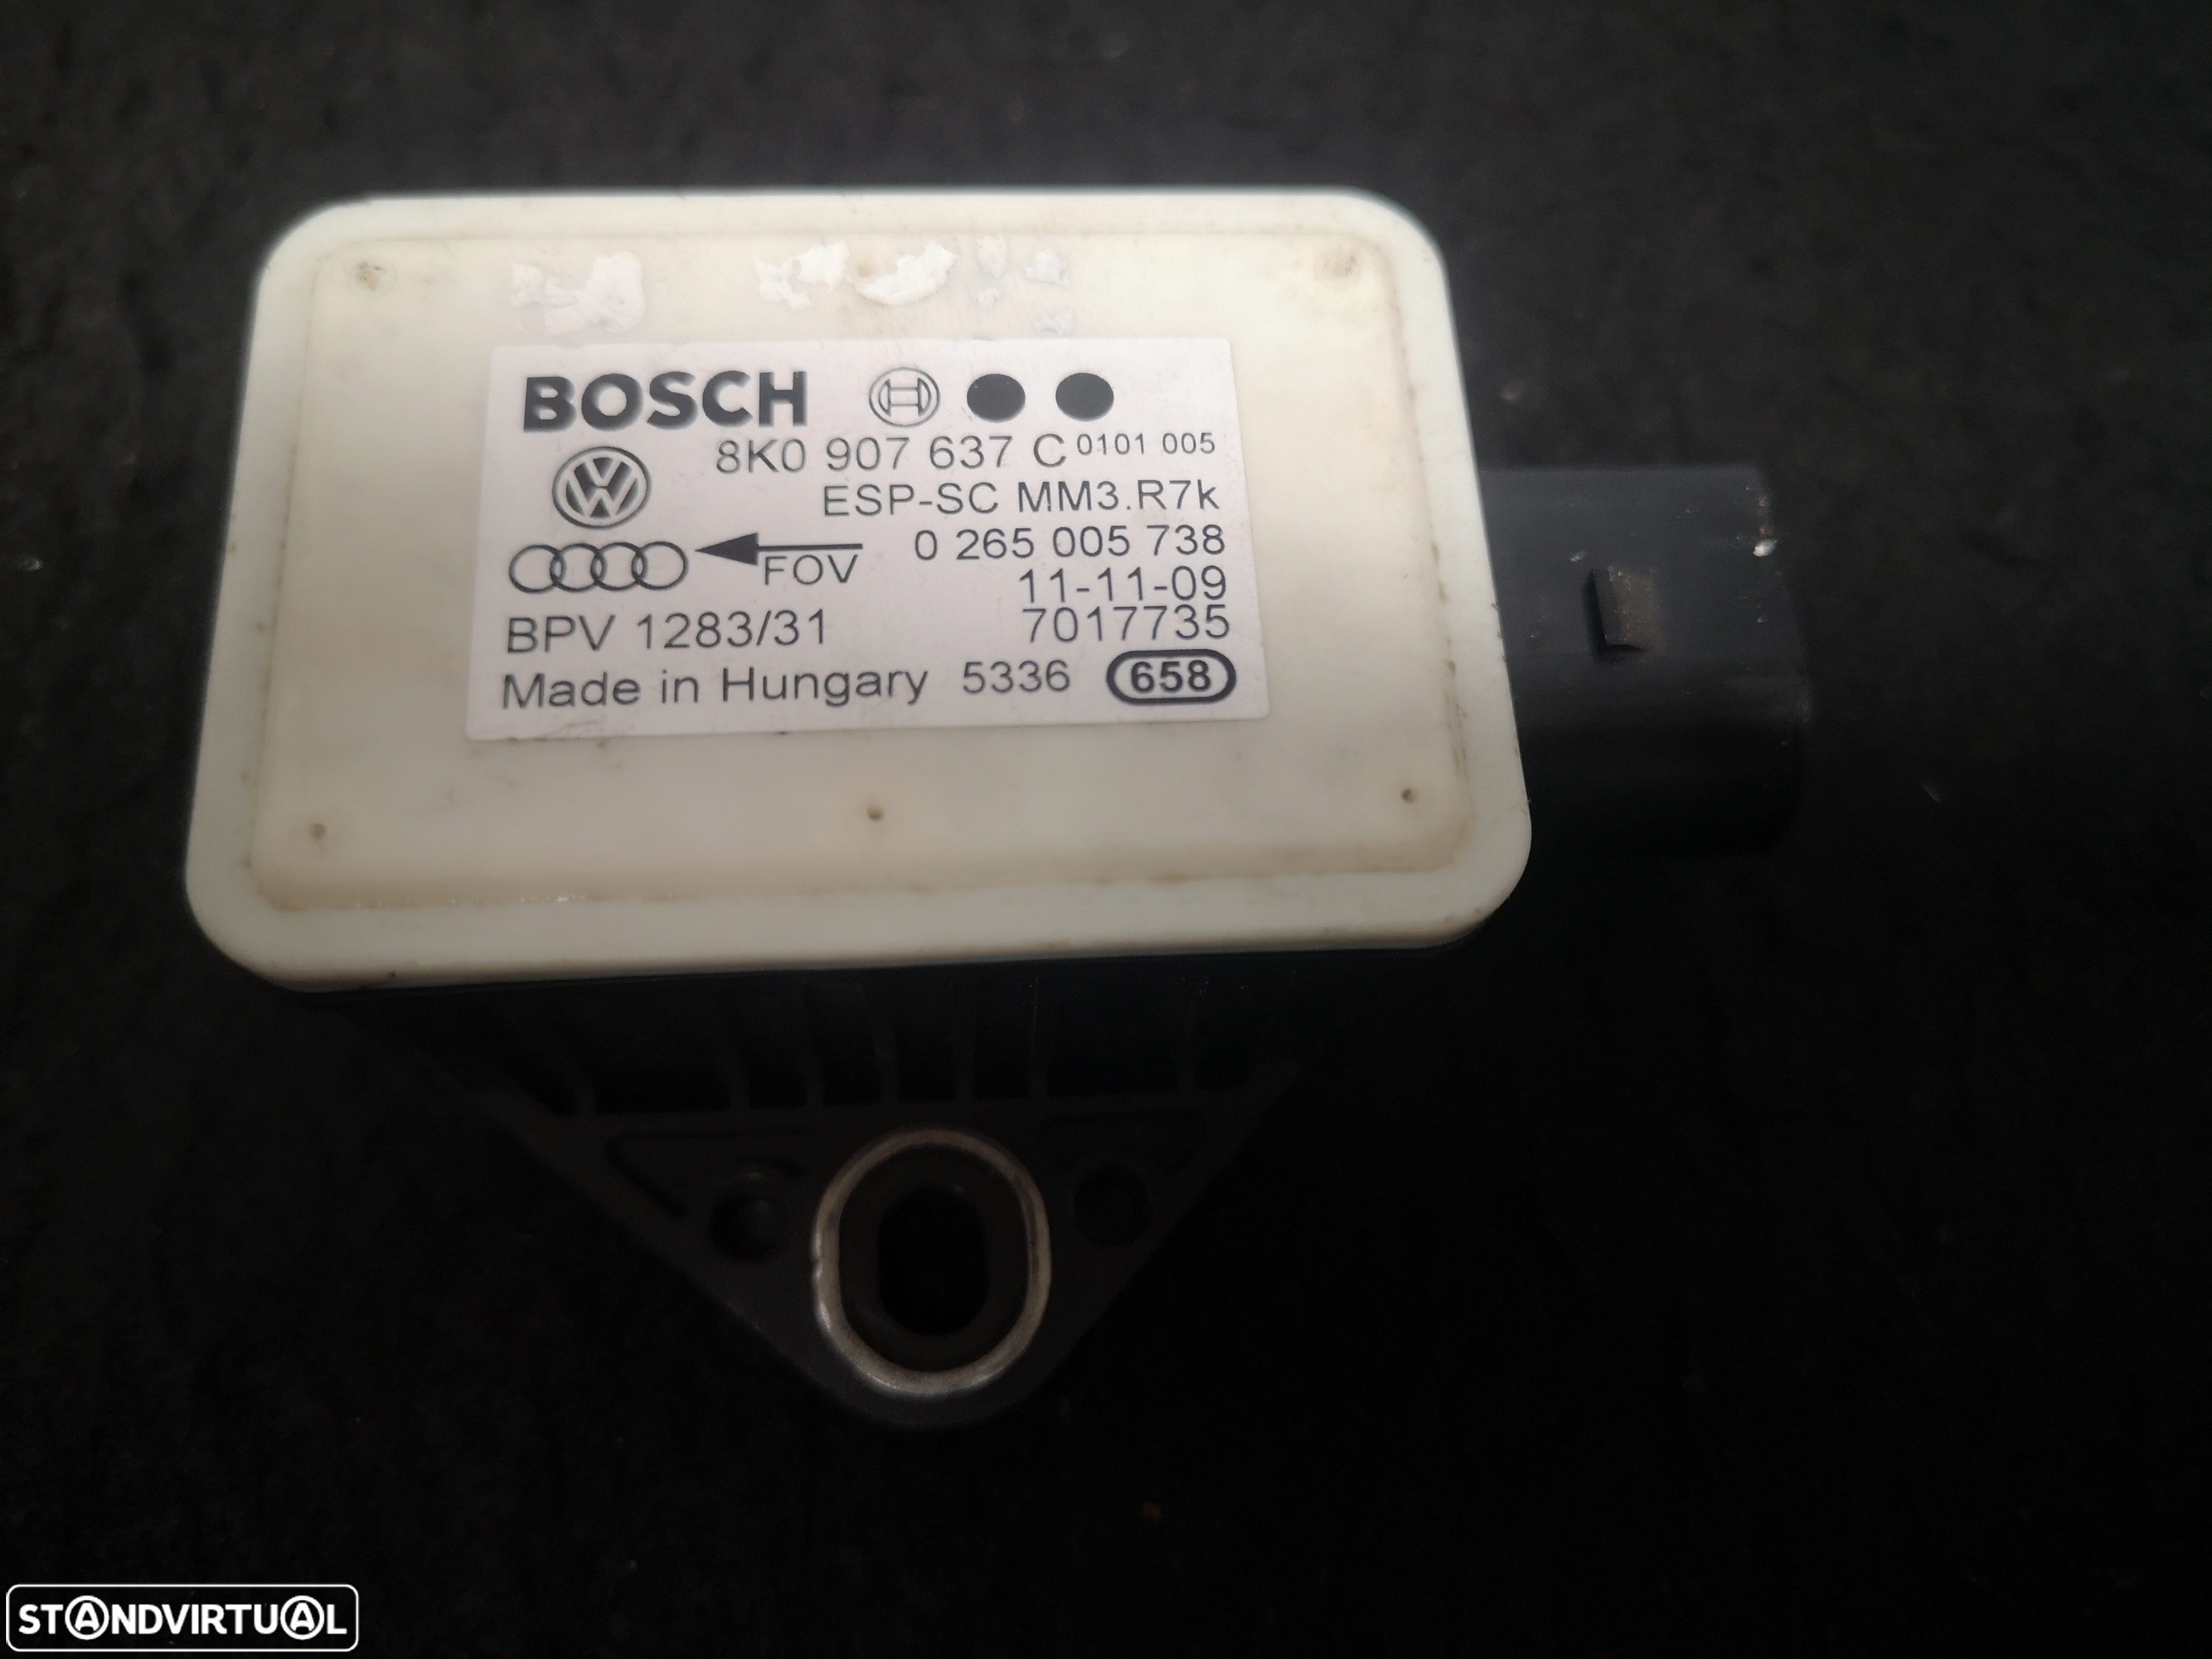 BOSCH
8K0 907 637 C 0101 005
ESP-SC MM3.R7k
0 265 005 738
FOV
11-11-09
BPV 1283/31 7017735
Made in Hungary 5336 658
STANDVIRTUAL